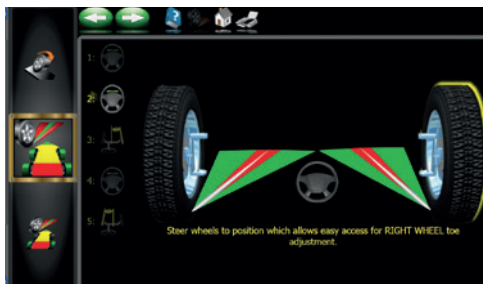 1:
2:
3:
4:
5:
Steer wheels to position which allows easy access for RIGHT WHEEL toe
adjustment.